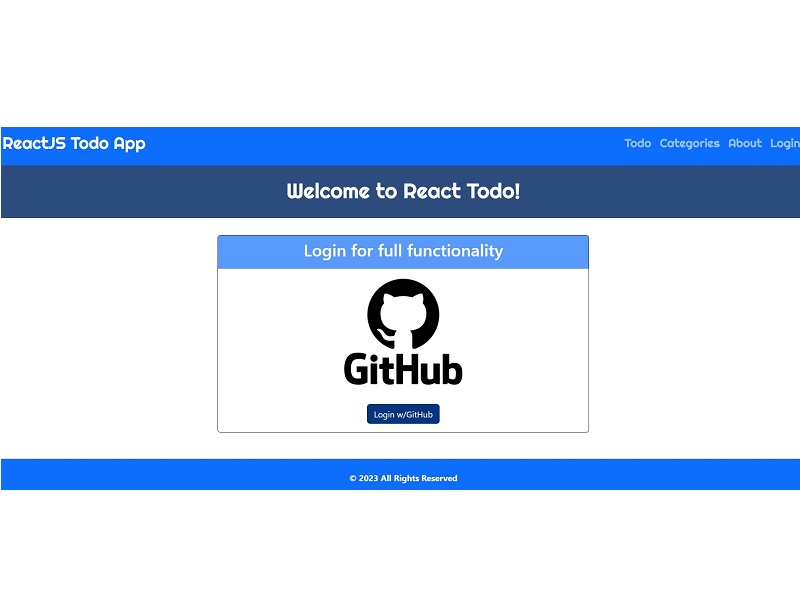 ReactJS Todo App
Todo Categories About Login
Welcome to React Todo!
Login for full functionality
GitHub
Login w/GitHub
© 2023 All Rights Reserved